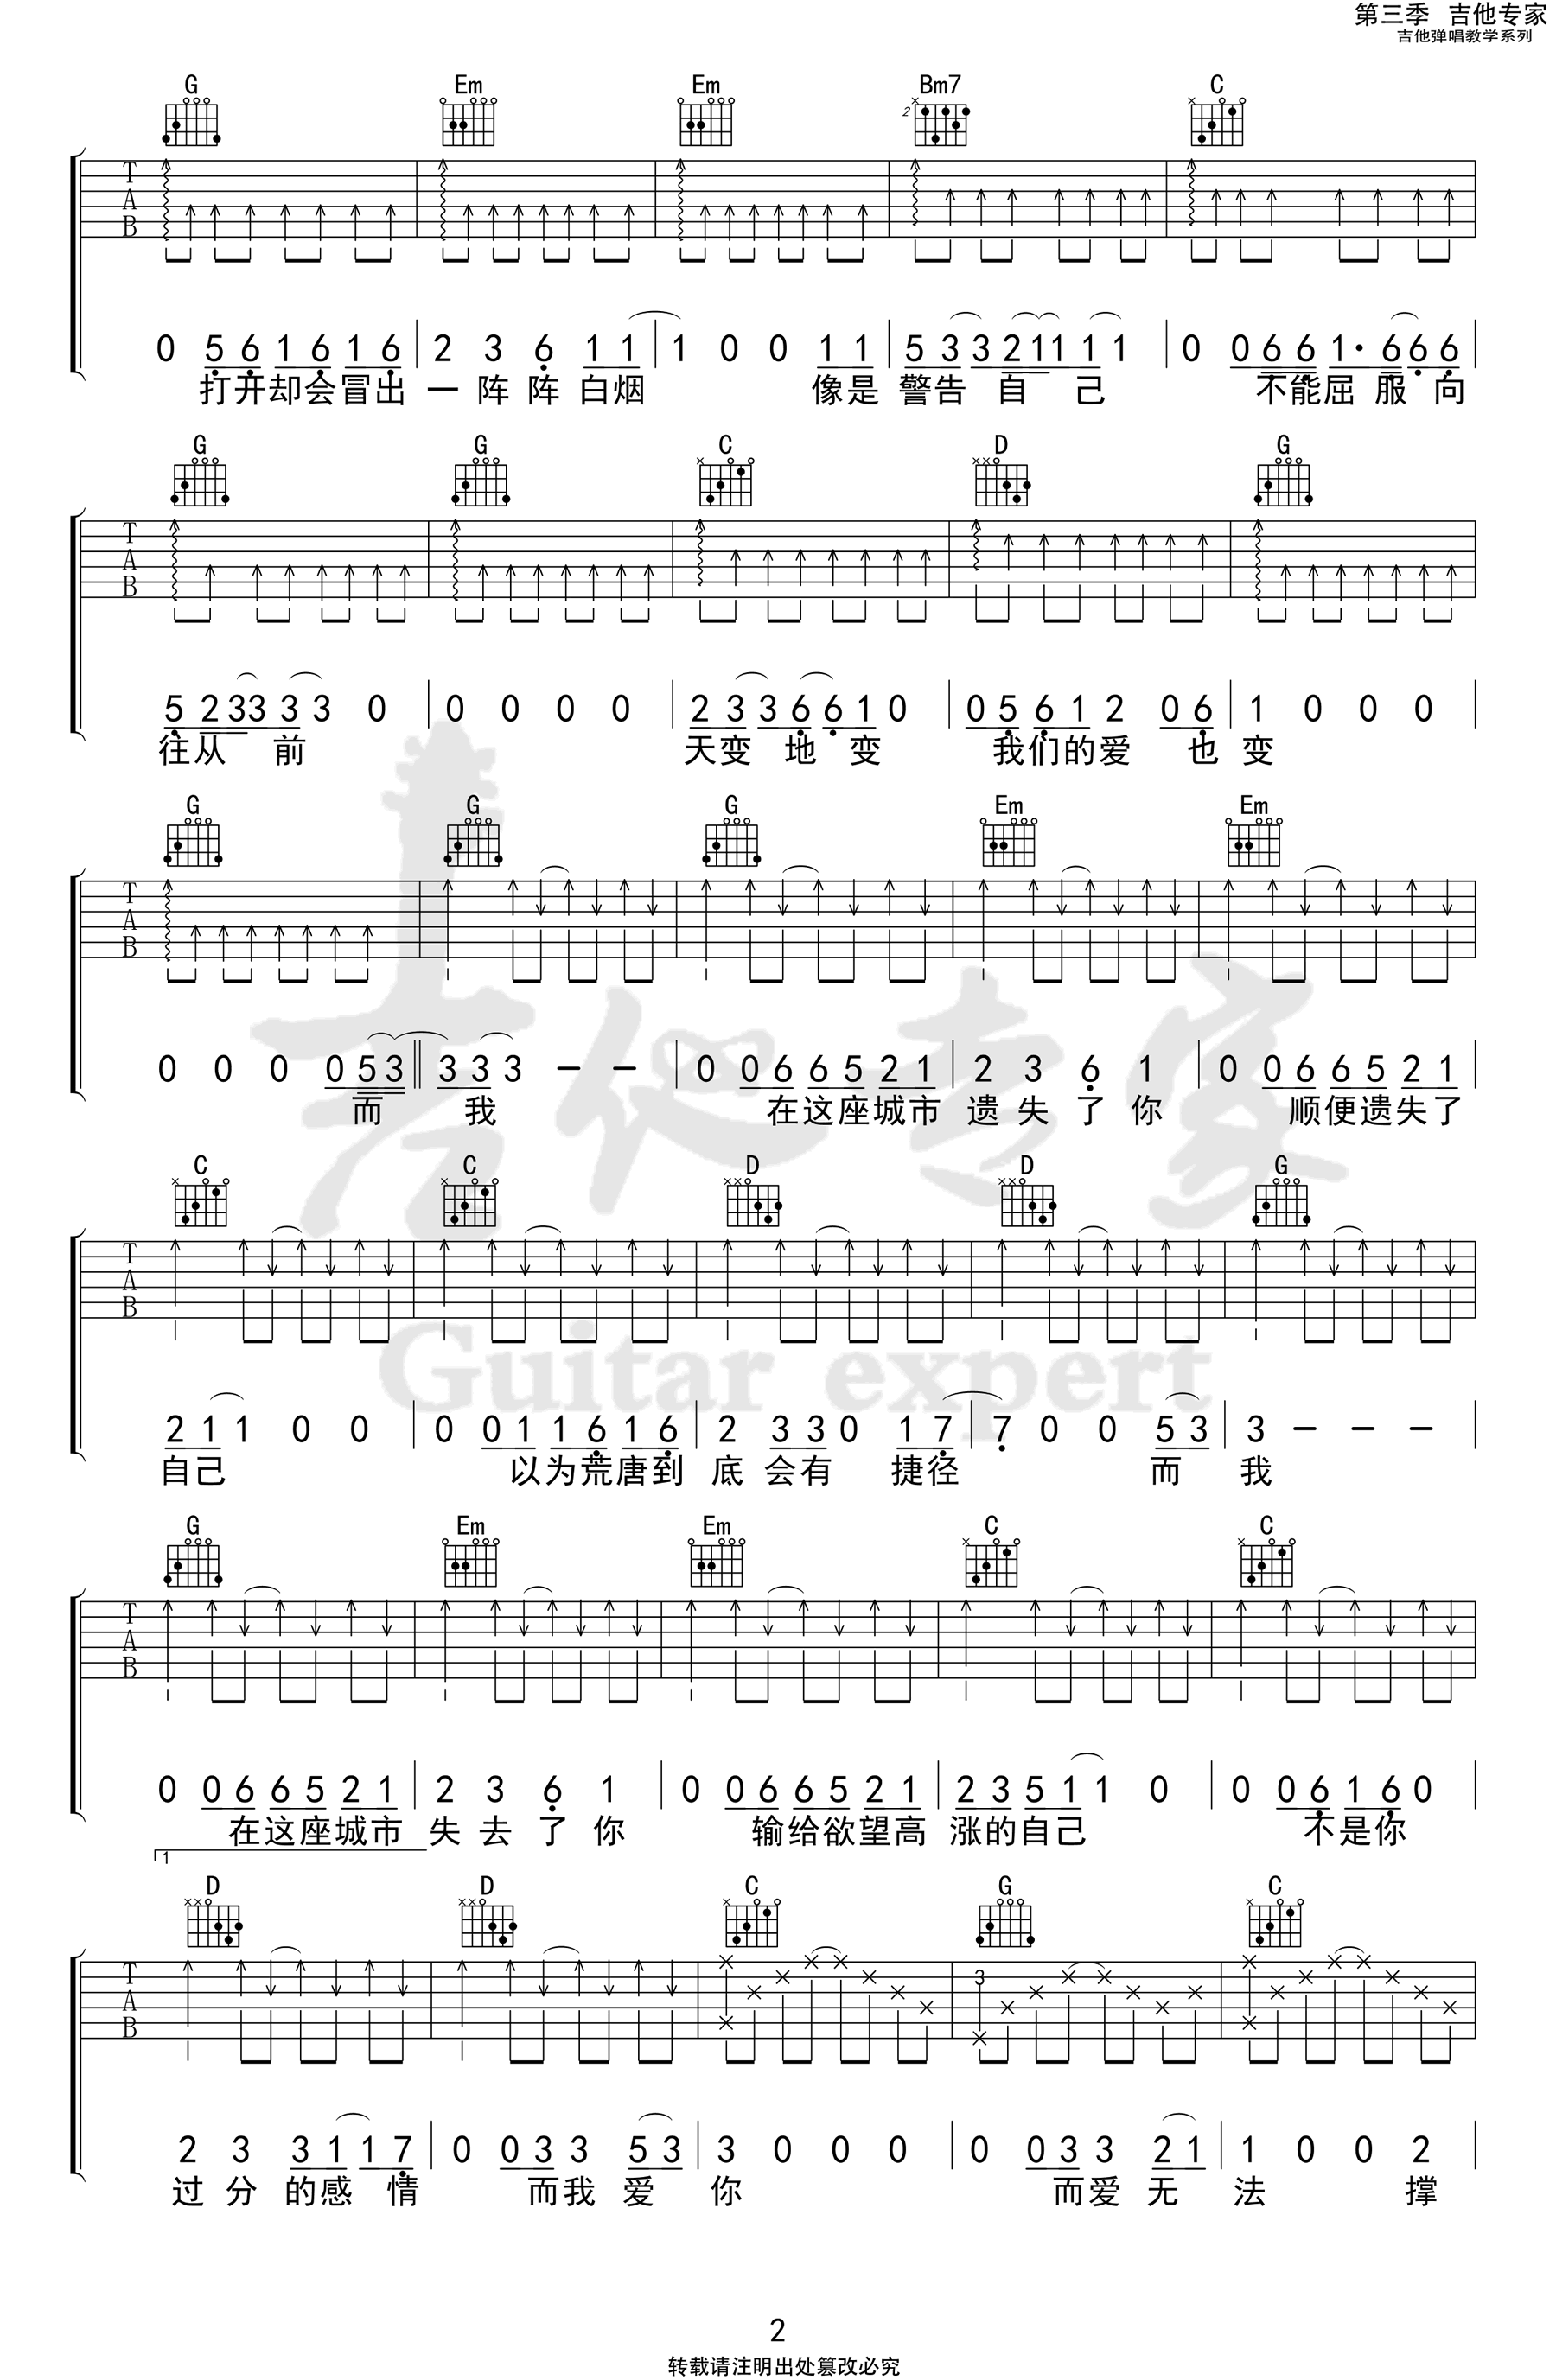 第三季 吉他专家
吉他弹唱教学系列
G Em Em Bm7 C
2
T
A
B
0 5 6 1 6 1 6 2 3 6 1 1 1 0 0 1 1 5 3 3 2 1 1 1 1 0 0 6 6 1· 6 6 6
打开却会冒出 一 阵 阵 白烟 像是 警告 自 己 不能屈 服 向
G G C D G
T
A
B
5 2 3 3 3 3 0 0 0 0 0 2 3 3 6 6 1 0 0 5 6 1 2 0 6 1 0 0 0
往从 前 天变 地 变 我们的爱 也 变
G G G Em Em
T
A
B
0 0 0 0 5 3 3 3 3 – – 0 0 6 6 5 2 1 2 3 6 1 0 0 6 6 5 2 1
而 我 在这座城市 遗 失 了 你 顺便遗失了
吉他专家
C C D D G
T
A
B
Guitar expert
2 1 1 0 0 0 0 1 1 6 1 6 2 3 3 0 1 7 7 0 0 5 3 3 – – –
自己 以为荒唐到 底 会有 捷径 而 我
G Em Em C C
T
A
B
0 0 6 6 5 2 1 2 3 6 1 0 0 6 6 5 2 1 2 3 5 1 1 0 0 0 6 1 6 0
在这座城市 失 去 了 你 输给欲望高 涨的自己 不是你
1
D D C G C
T
A
B
3
2 3 3 1 1 7 0 0 3 3 5 3 3 0 0 0 0 0 3 3 2 1 1 0 0 2
过 分 的感 情 而我 爱 你 而爱 无 法 撑
2
转载请注明出处篡改必究